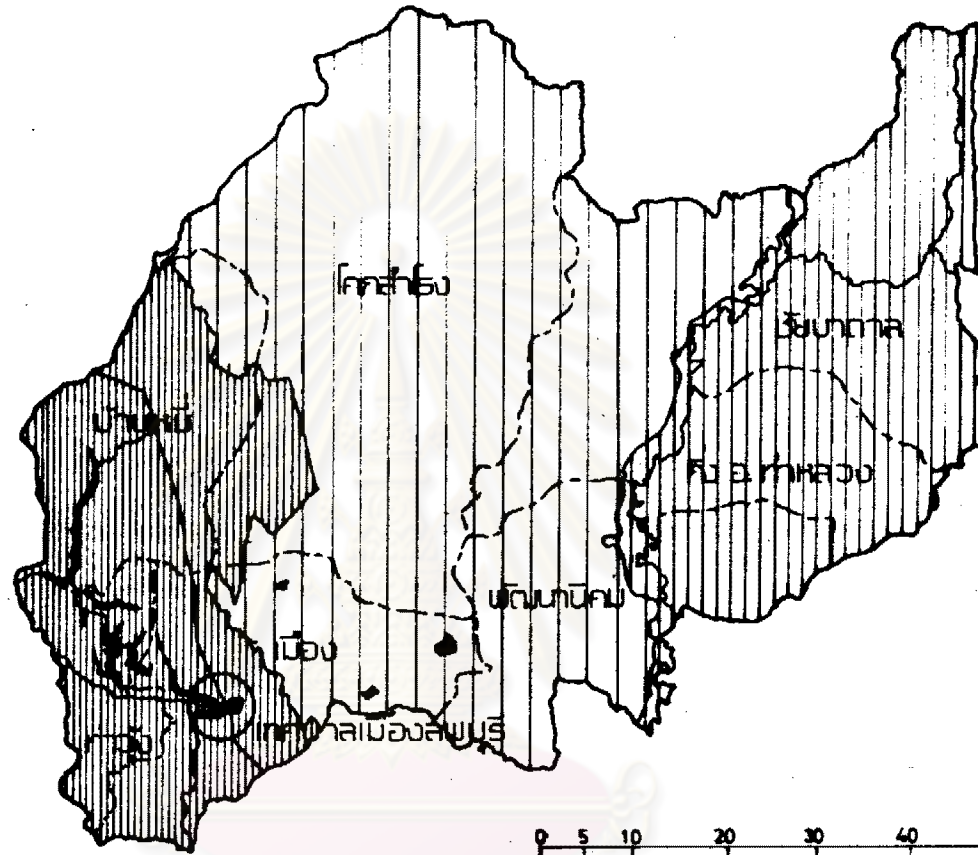 โคกสำโรง
ชัยบาดาล
บ้านหมี่
กิ่ง อ. ท่าหลวง
พัฒนานิคม
เมือง
เทศบาลเมืองลพบุรี
0 5 10 20 30 40